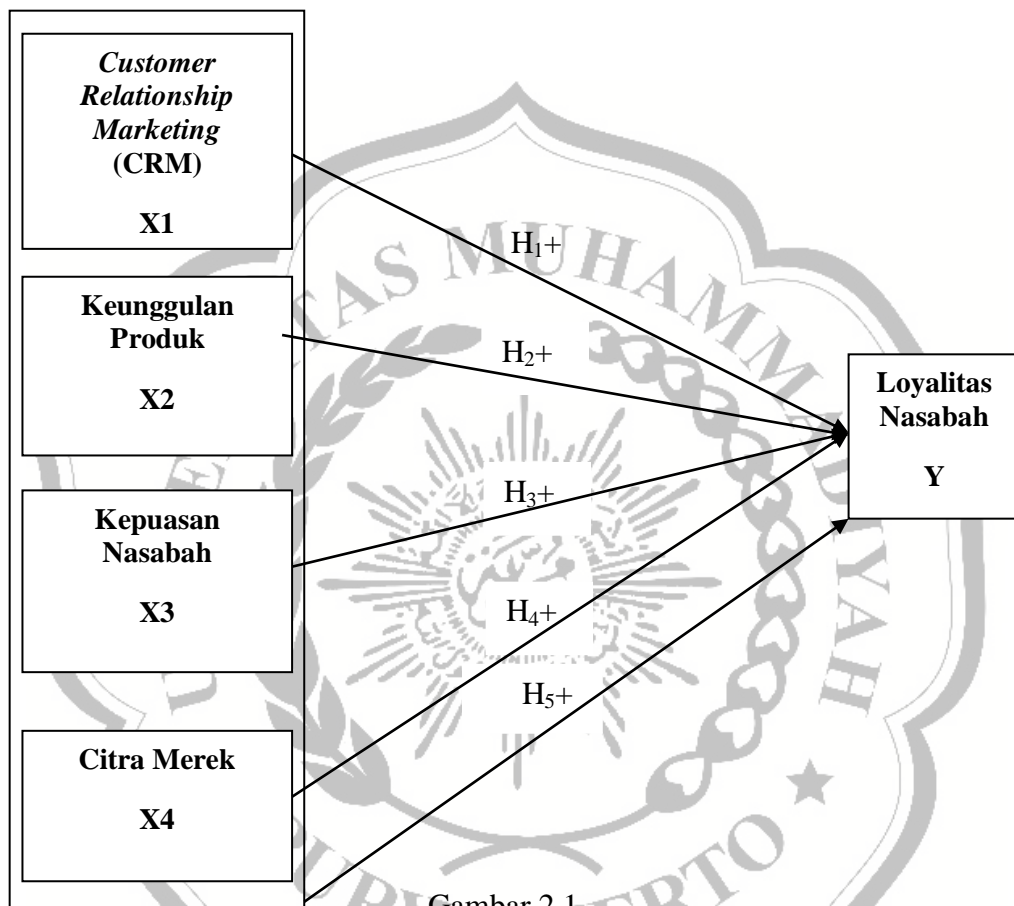 Customer
Relationship
Marketing
(CRM)
X1
H₁+
Keunggulan
Produk
X2
H₂+
Loyalitas
Nasabah
Y
Kepuasan
Nasabah
X3
H₃+
H₄+
H₅+
Citra Merek
X4
Gambar 2.1